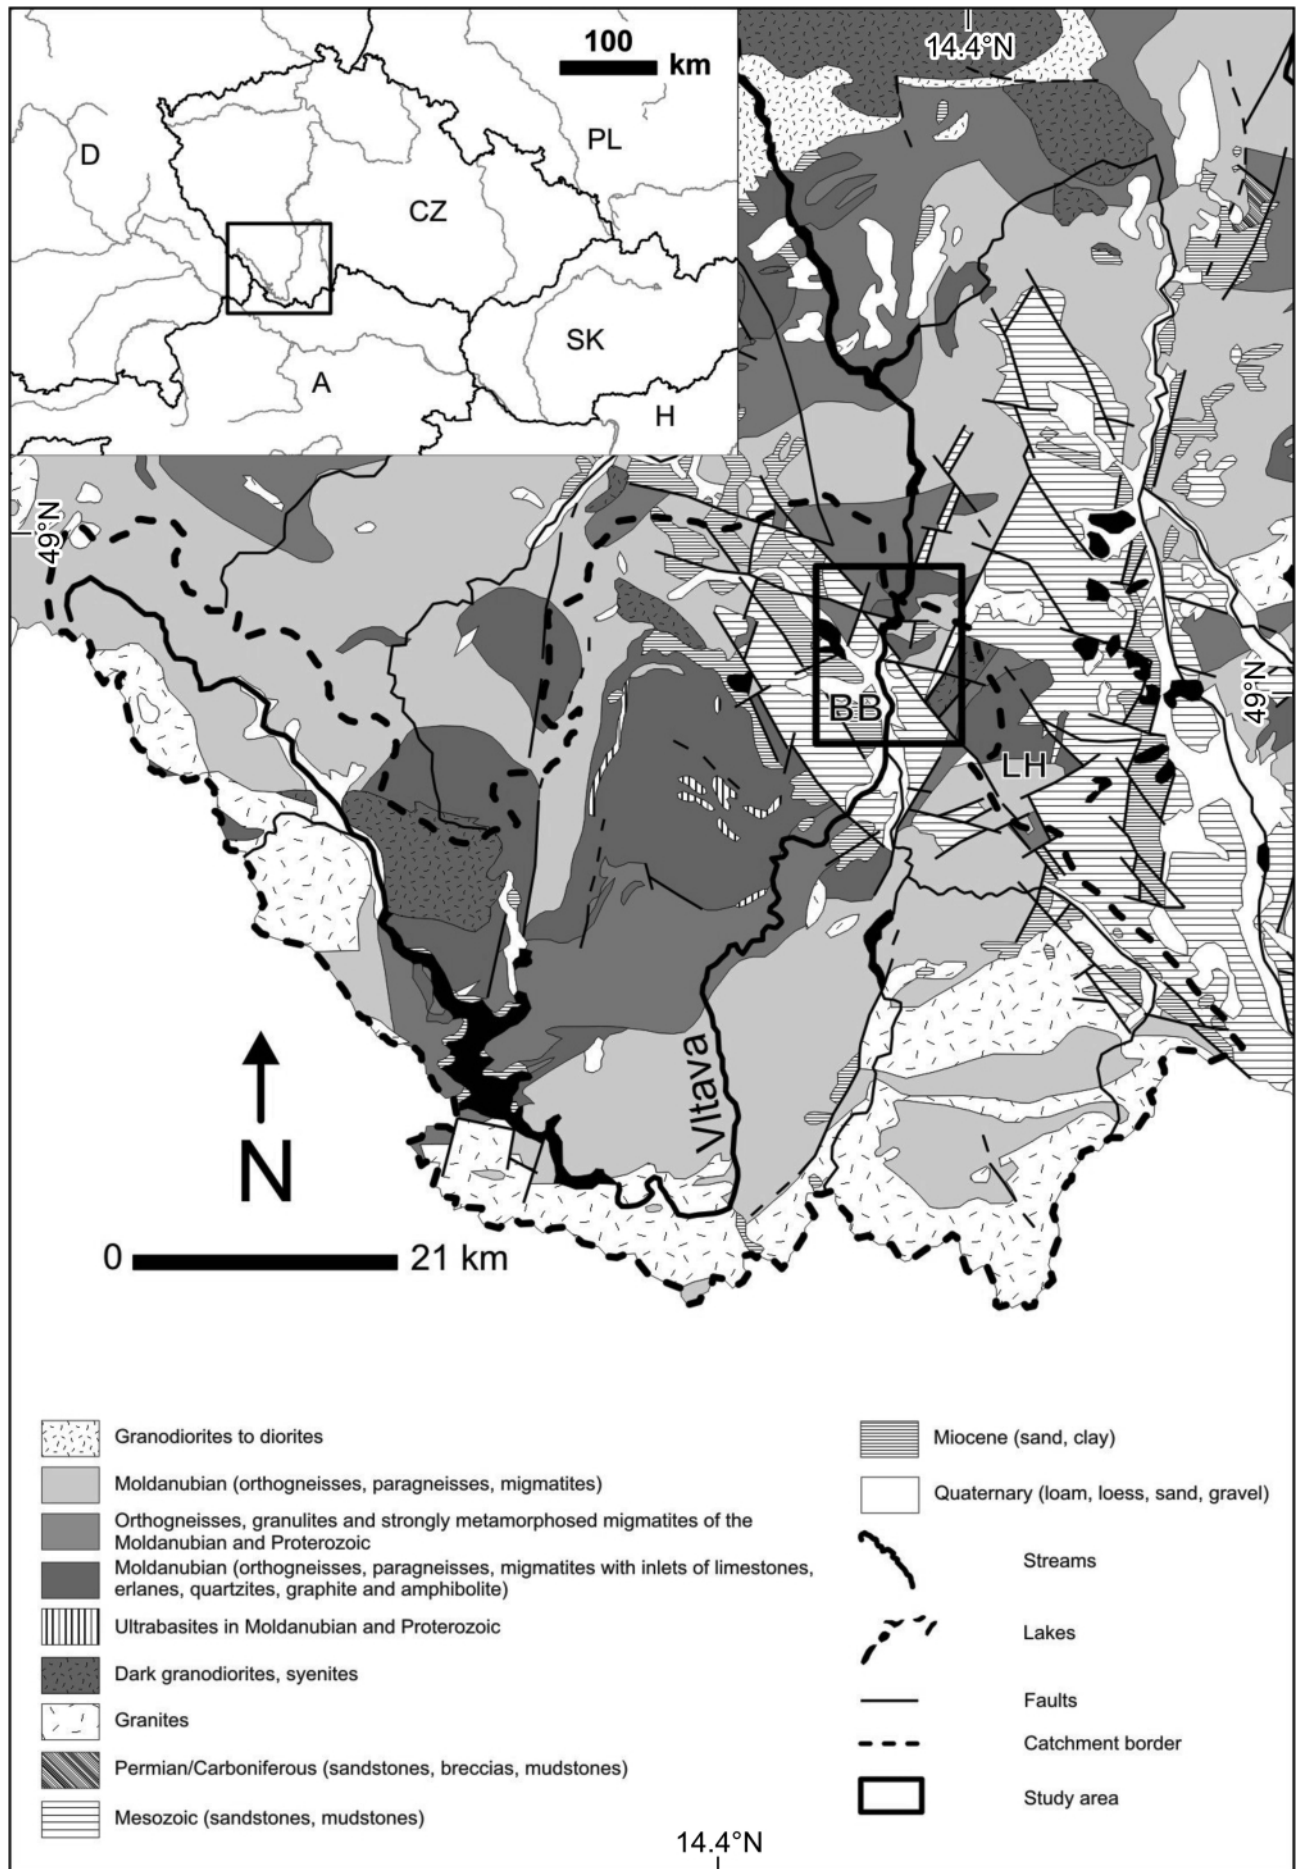 100
km
14.4°N
D
PL
CZ
SK
A
H
49°N
49°N
BB
LH
Vltava
N
0
21 km
Granodiorites to diorites
Moldanubian (orthogneisses, paragneisses, migmatites)
Orthogneisses, granulites and strongly metamorphosed migmatites of the
Moldanubian and Proterozoic
Moldanubian (orthogneisses, paragneisses, migmatites with inlets of limestones,
erlanes, quartzites, graphite and amphibolite)
Ultrabasites in Moldanubian and Proterozoic
Dark granodiorites, syenites
Granites
Permian/Carboniferous (sandstones, breccias, mudstones)
Mesozoic (sandstones, mudstones)
Miocene (sand, clay)
Quaternary (loam, loess, sand, gravel)
Streams
Lakes
Faults
Catchment border
Study area
14.4°N